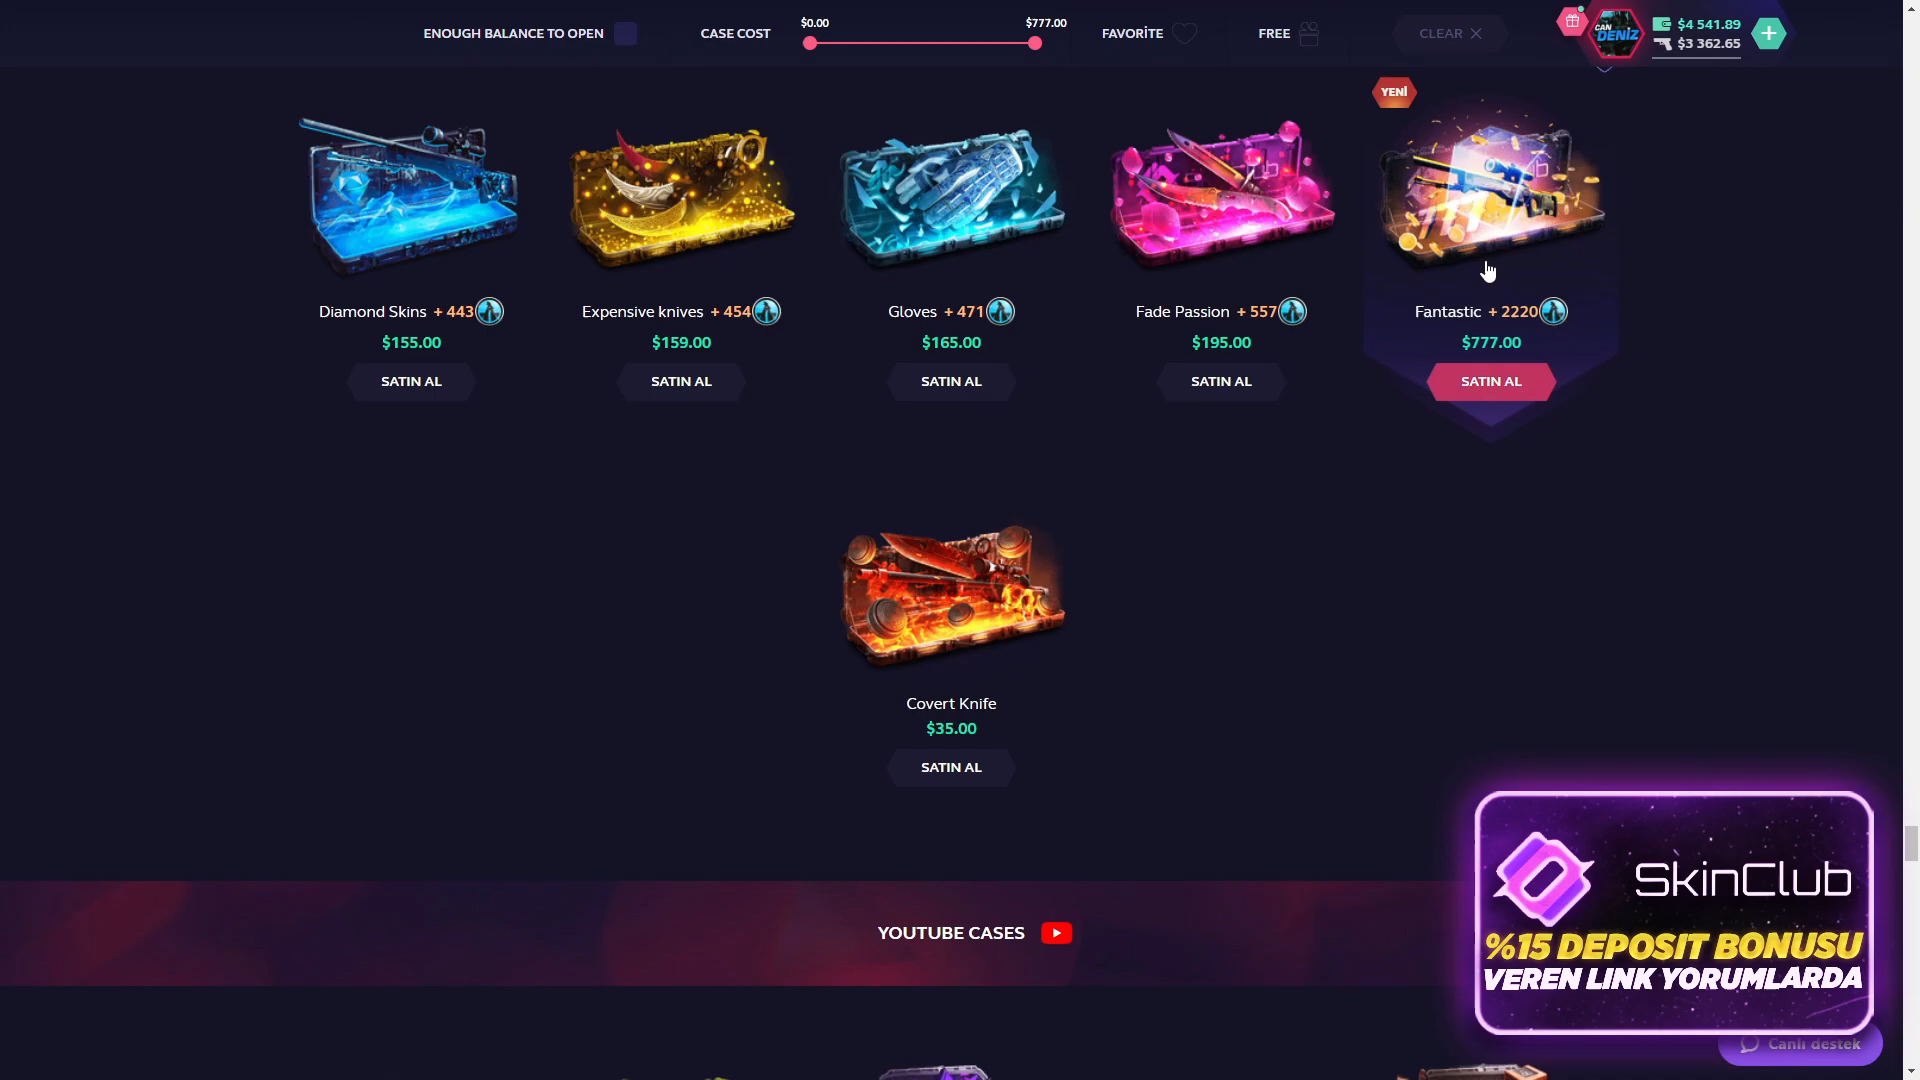 ENOUGH BALANCE TO OPEN
CASE COST
$0.00
$777.00
FAVORİTE
FREE
CLEAR
CAN DENİZ
$4 541.89
$3 362.65
YENİ
Diamond Skins + 443
$155.00
SATIN AL
Expensive knives + 454
$159.00
SATIN AL
Gloves + 471
$165.00
SATIN AL
Fade Passion + 557
$195.00
SATIN AL
Fantastic + 2220
$777.00
SATIN AL
Covert Knife
$35.00
SATIN AL
YOUTUBE CASES
SkinClub
%15 DEPOSIT BONUSU
VEREN LINK YORUMLARDA
Canlı destek